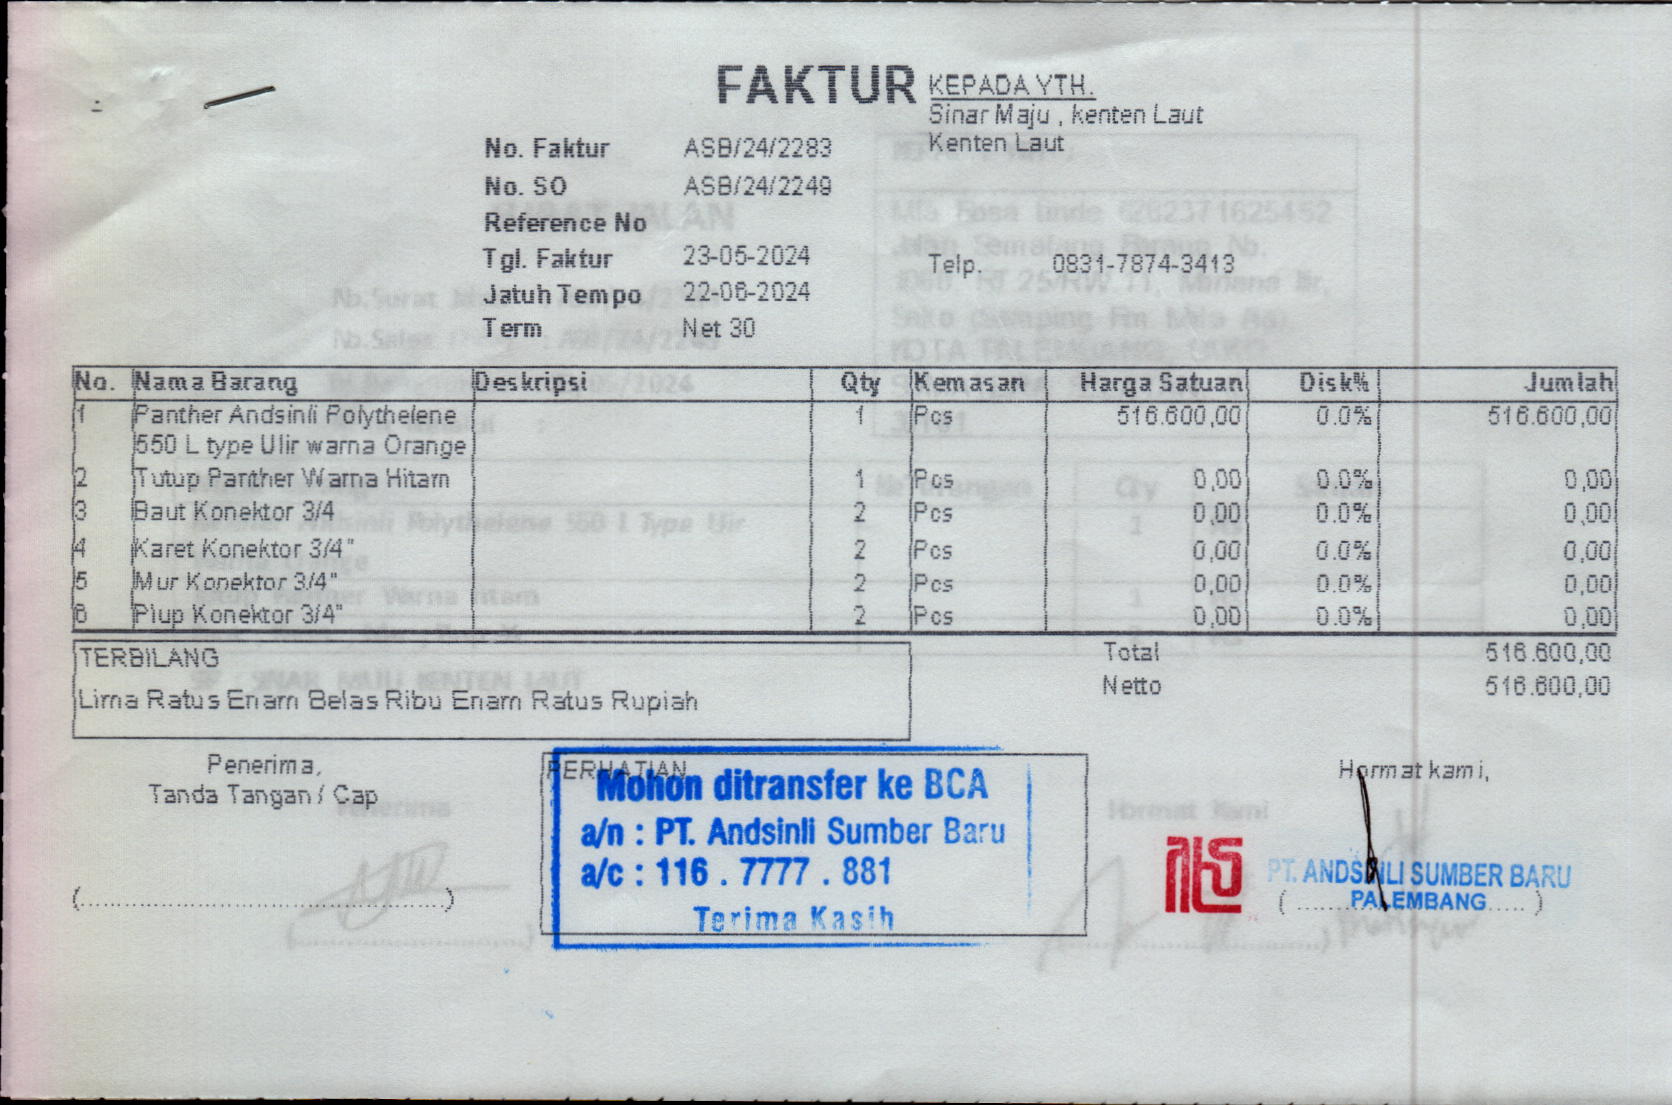 FAKTUR
KEPADA YTH.
Sinar Maju , kenten Laut
Kenten Laut
No. Faktur ASB/24/2283
No. SO ASB/24/2249
Reference No
Tgl. Faktur 23-05-2024
Telp. 0831-7874-3413
Jatuh Tempo 22-06-2024
Term Net 30
No. Nama Barang Deskripsi Qty Kemasan Harga Satuan Disk% Jumlah
1 Panther Andsinli Polythelene 1 Pcs 516.600,00 0.0% 516.600,00
550 L type Ulir warna Orange
2 Tutup Panther Warna Hitam 1 Pcs 0,00 0.0% 0,00
3 Baut Konektor 3/4 2 Pcs 0,00 0.0% 0,00
4 Karet Konektor 3/4" 2 Pcs 0,00 0.0% 0,00
5 Mur Konektor 3/4" 2 Pcs 0,00 0.0% 0,00
6 Plup Konektor 3/4" 2 Pcs 0,00 0.0% 0,00
TERBILANG
Lima Ratus Enam Belas Ribu Enam Ratus Rupiah
Total 516.600,00
Netto 516.600,00
Penerima,
Tanda Tangan / Cap
PERHATIAN
Mohon ditransfer ke BCA
a/n : PT. Andsinli Sumber Baru
a/c : 116 . 7777 . 881
Terima Kasih
Hormat kami,
PT. ANDSINLI SUMBER BARU
PALEMBANG